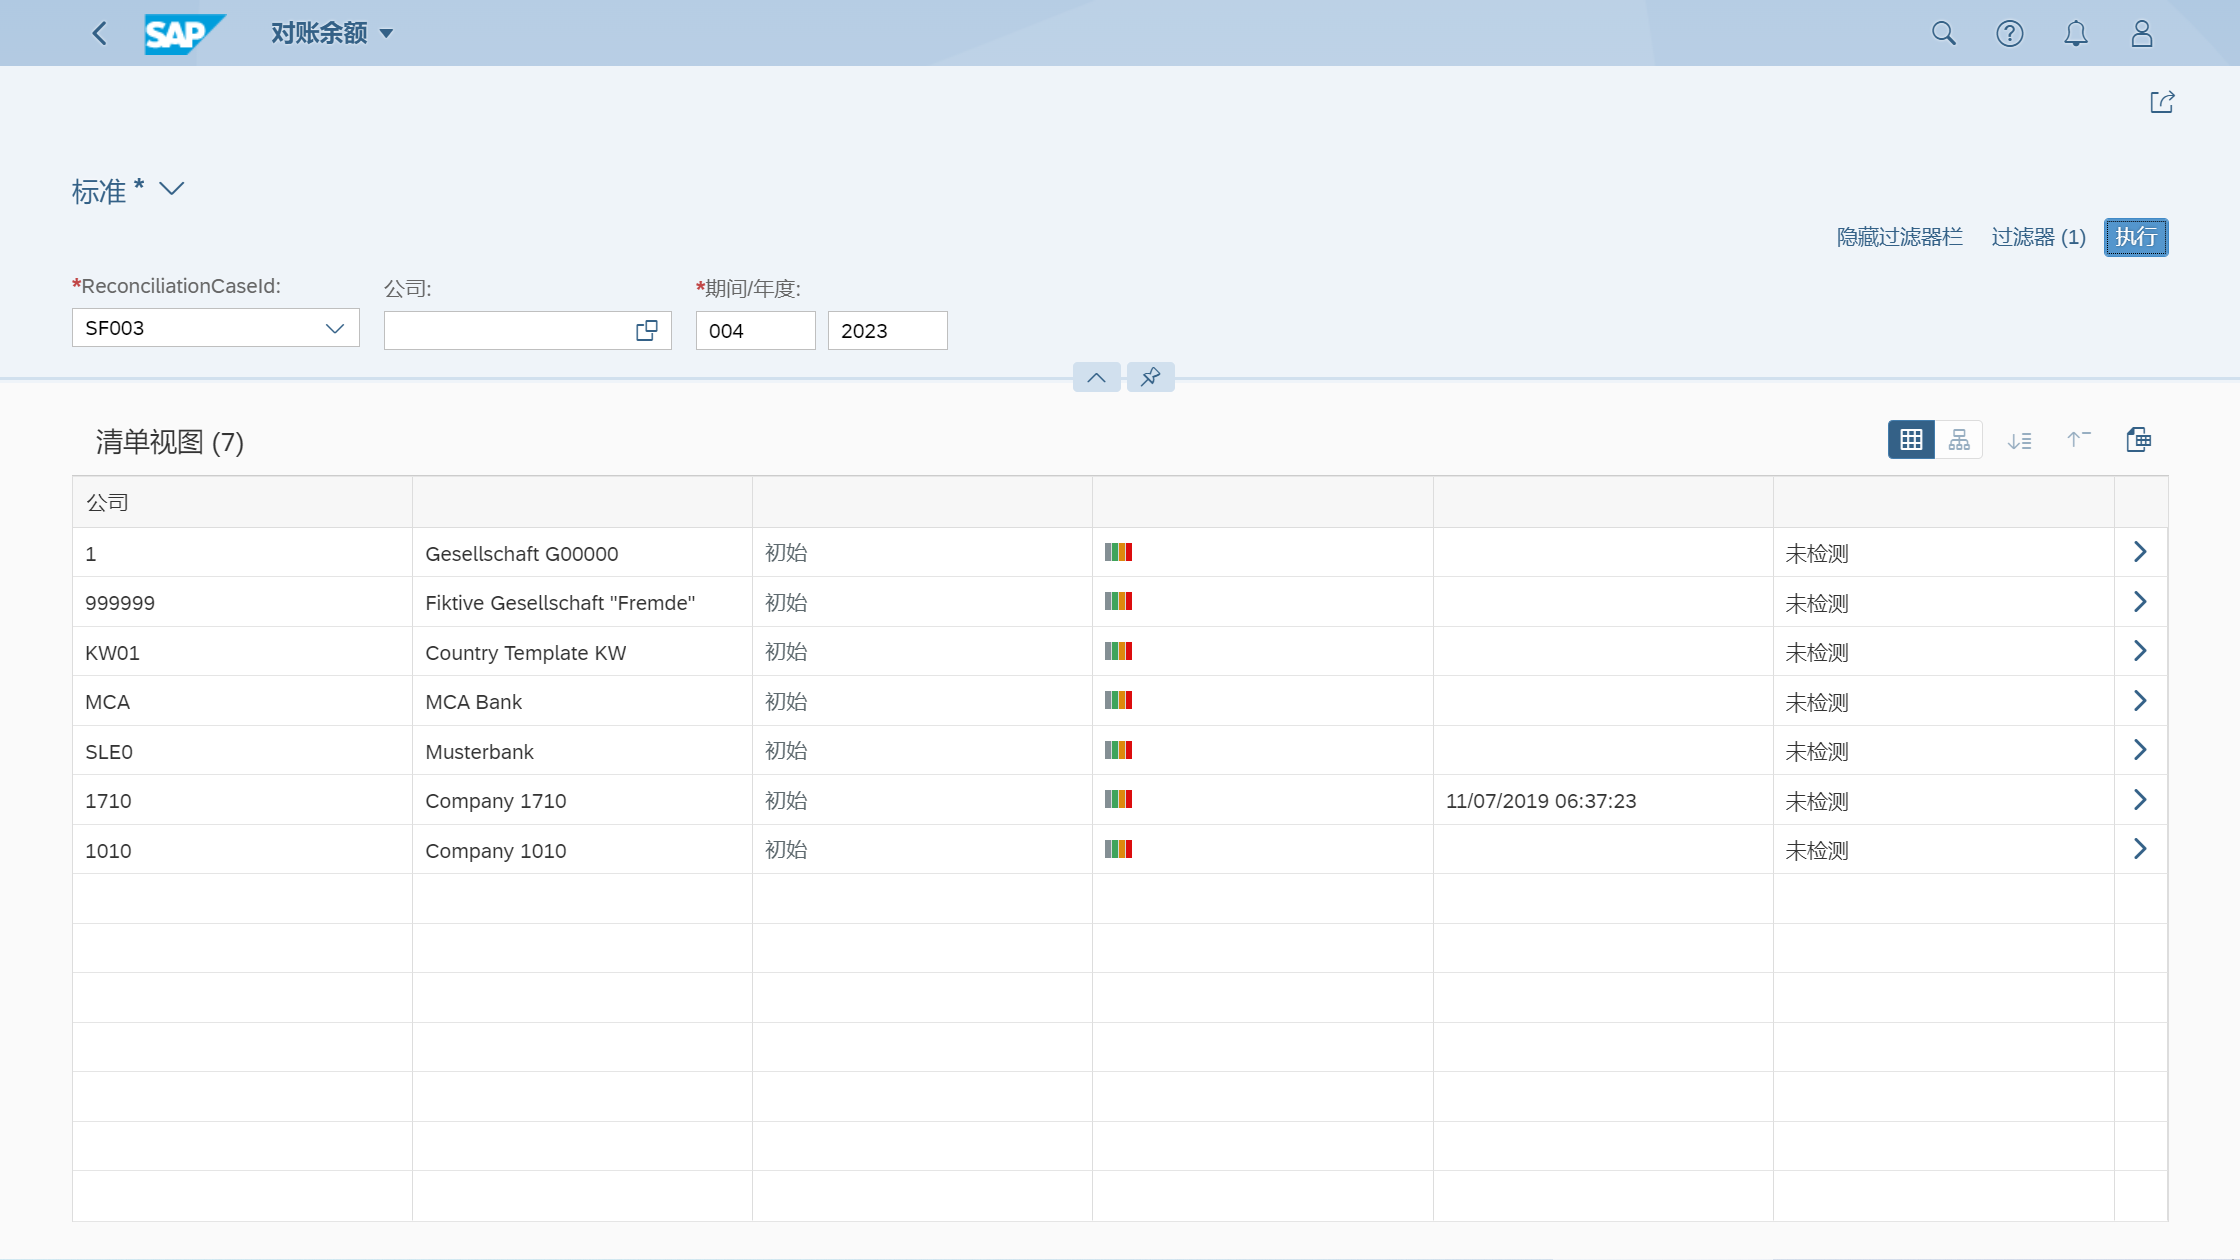 SAP 对账余额
标准 *
隐藏过滤器栏 过滤器 (1) 执行
*ReconciliationCaseId: 公司: *期间/年度:
SF003 004 2023
清单视图 (7)
公司
1 Gesellschaft G00000 初始 未检测
999999 Fiktive Gesellschaft "Fremde" 初始 未检测
KW01 Country Template KW 初始 未检测
MCA MCA Bank 初始 未检测
SLE0 Musterbank 初始 未检测
1710 Company 1710 初始 11/07/2019 06:37:23 未检测
1010 Company 1010 初始 未检测